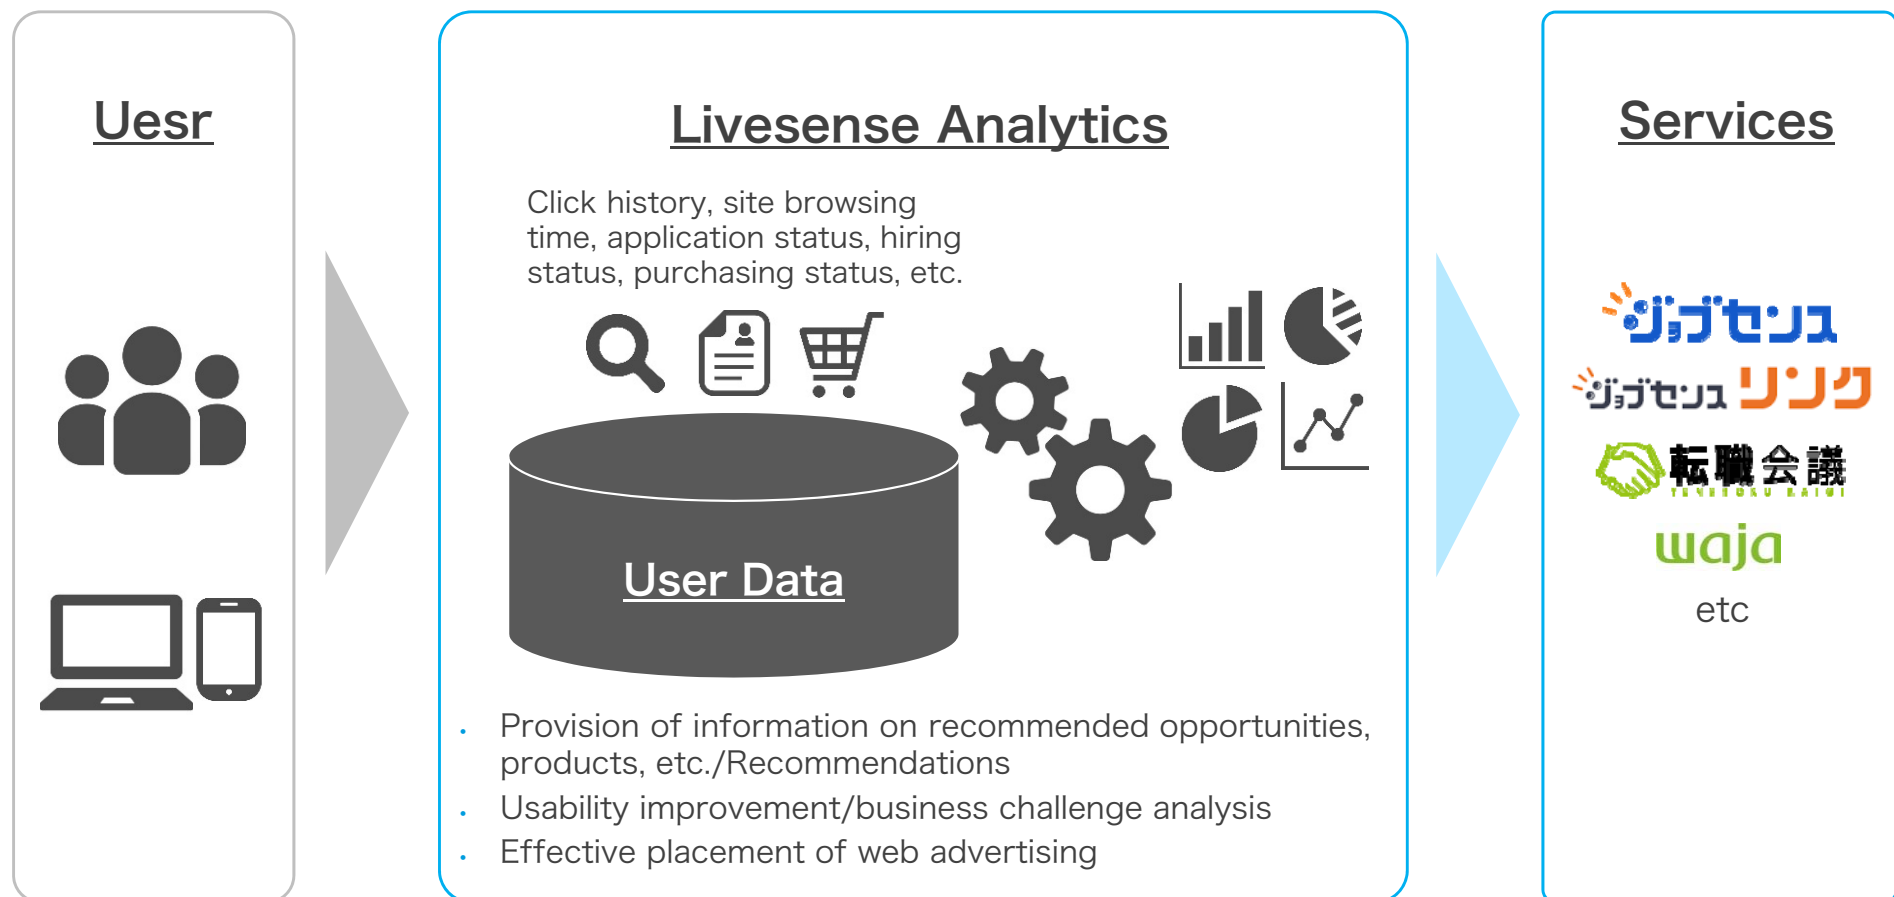 Uesr
Livesense Analytics
Click history, site browsing
time, application status, hiring
status, purchasing status, etc.
User Data
• Provision of information on recommended opportunities,
products, etc./Recommendations
• Usability improvement/business challenge analysis
• Effective placement of web advertising
Services
ジョブセンス
ジョブセンスリンク
転職会議
waja
etc